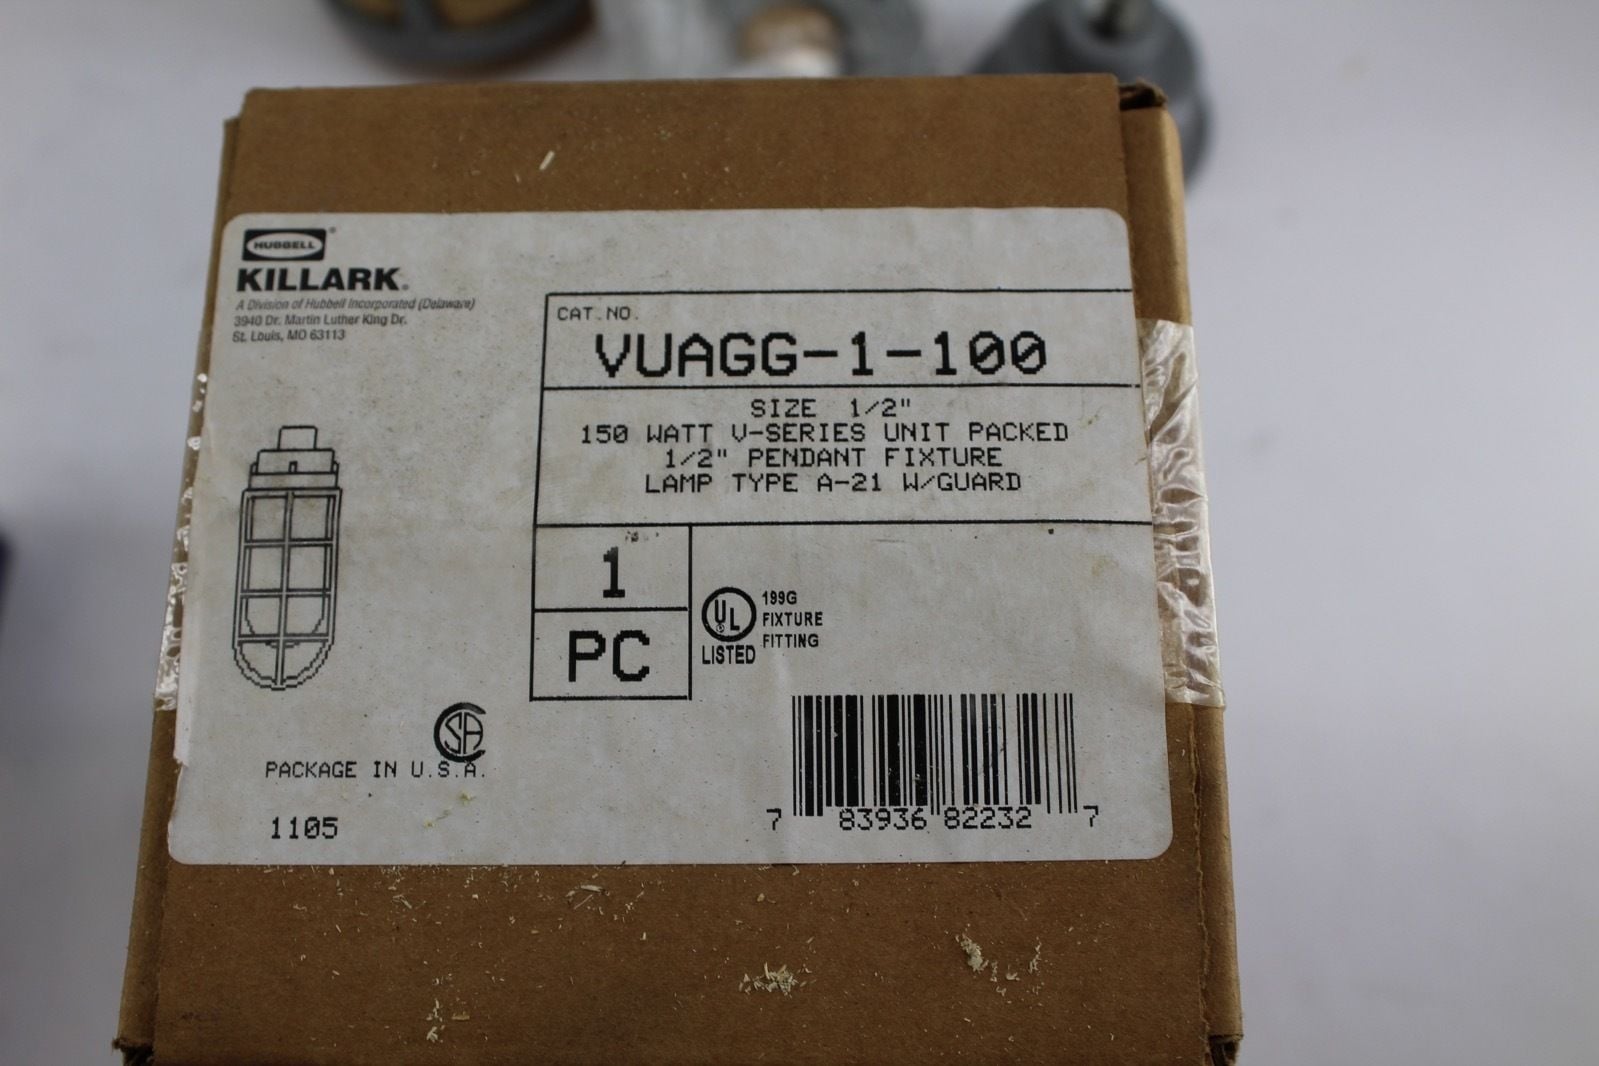 HUBBELL®
KILLARK®
A Division of Hubbell Incorporated (Delaware)
3940 Dr. Martin Luther King Dr.
St. Louis, MO 63113
CAT.NO.
VUAGG-1-100
SIZE 1/2"
150 WATT V-SERIES UNIT PACKED
1/2" PENDANT FIXTURE
LAMP TYPE A-21 W/GUARD
1
PC
UL
LISTED
199G
FIXTURE
FITTING
SA
PACKAGE IN U.S.A.
1105
7 83936 82232 7